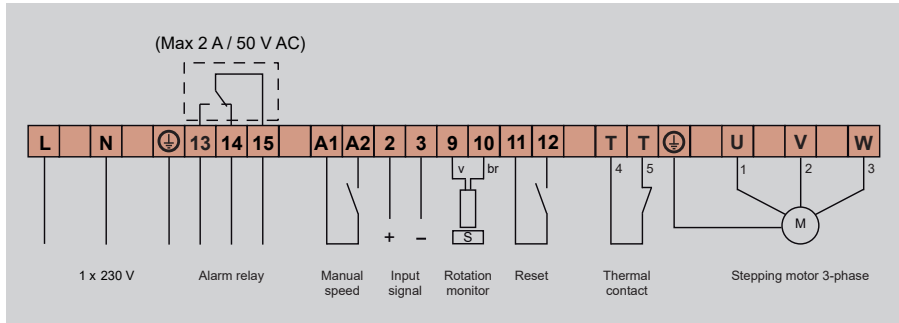 (Max 2 A / 50 V AC)
L N 13 14 15 A1 A2 2 3 9 10 11 12 T T U V W
v br 4 5 1 2 3
M
+ – S
1 x 230 V Alarm relay Manual speed Input signal Rotation monitor Reset Thermal contact Stepping motor 3-phase